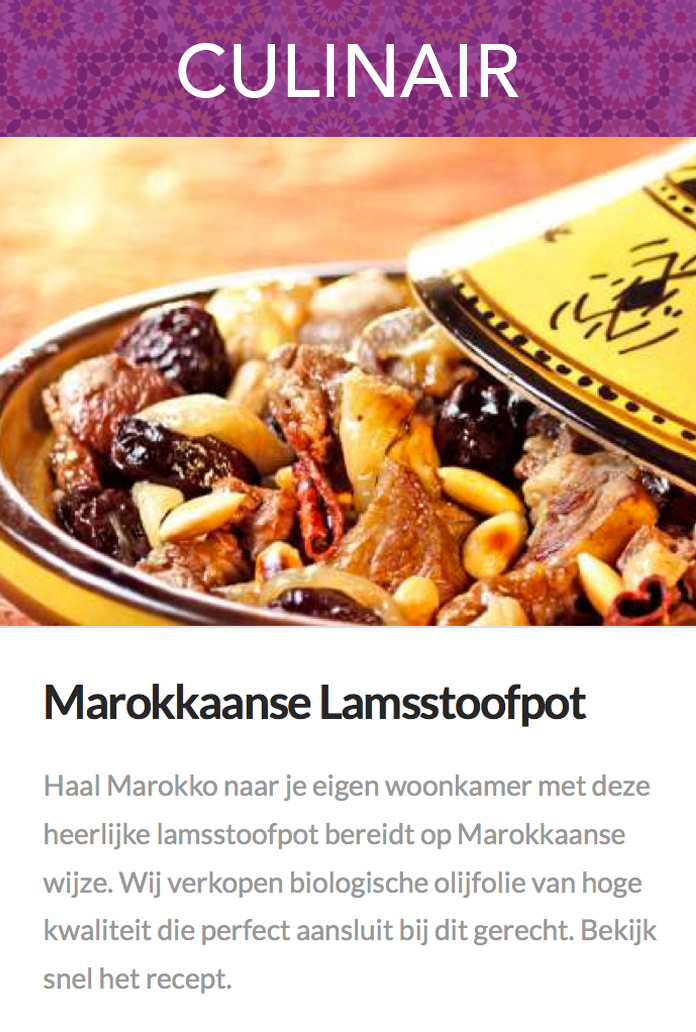 CULINAIR
Marokkaanse Lamsstoofpot
Haal Marokko naar je eigen woonkamer met deze
heerlijke lamsstoofpot bereidt op Marokkaanse
wijze. Wij verkopen biologische olijfolie van hoge
kwaliteit die perfect aansluit bij dit gerecht. Bekijk
snel het recept.